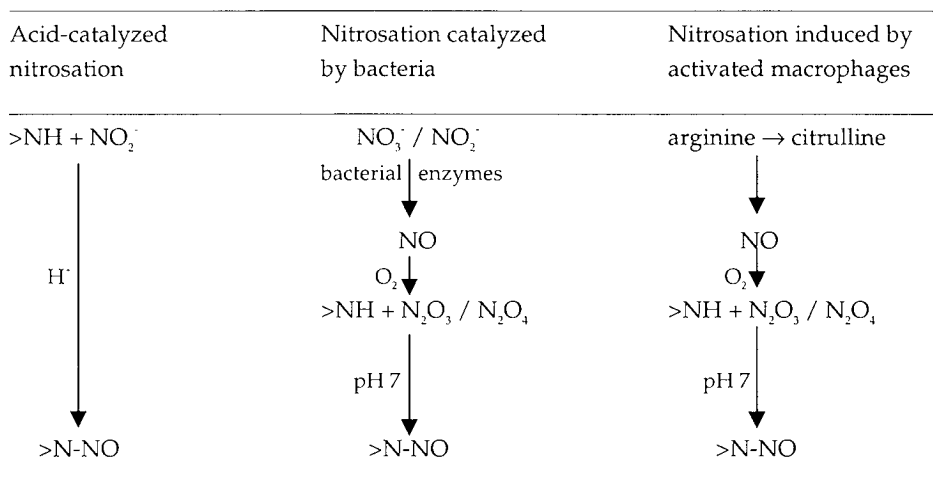 Acid-catalyzed
nitrosation
Nitrosation catalyzed
by bacteria
Nitrosation induced by
activated macrophages
>NH + NO₂⁻
H⁻
>N-NO
NO₃⁻ / NO₂⁻
bacterial enzymes
NO
O₂
>NH + N₂O₃ / N₂O₄
pH 7
>N-NO
arginine → citrulline
NO
O₂
>NH + N₂O₃ / N₂O₄
pH 7
>N-NO